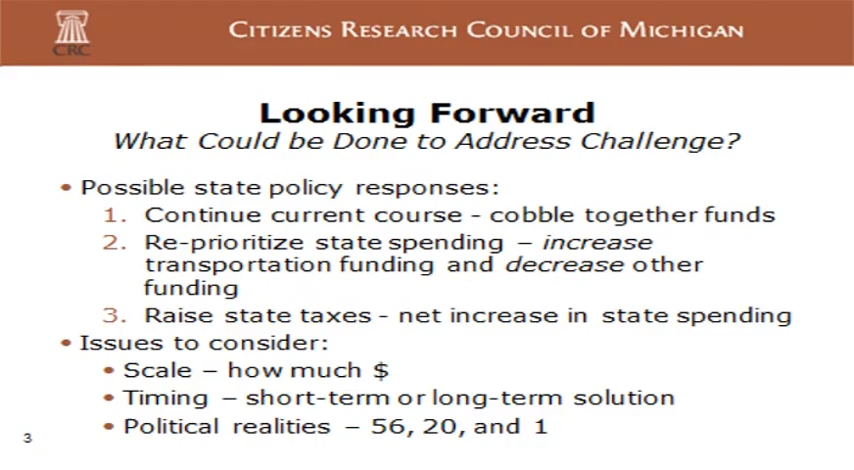 CRC
CITIZENS RESEARCH COUNCIL OF MICHIGAN
Looking Forward
What Could be Done to Address Challenge?
• Possible state policy responses:
1. Continue current course - cobble together funds
2. Re-prioritize state spending – increase
transportation funding and decrease other
funding
3. Raise state taxes - net increase in state spending
• Issues to consider:
• Scale – how much $
• Timing – short-term or long-term solution
• Political realities – 56, 20, and 1
3